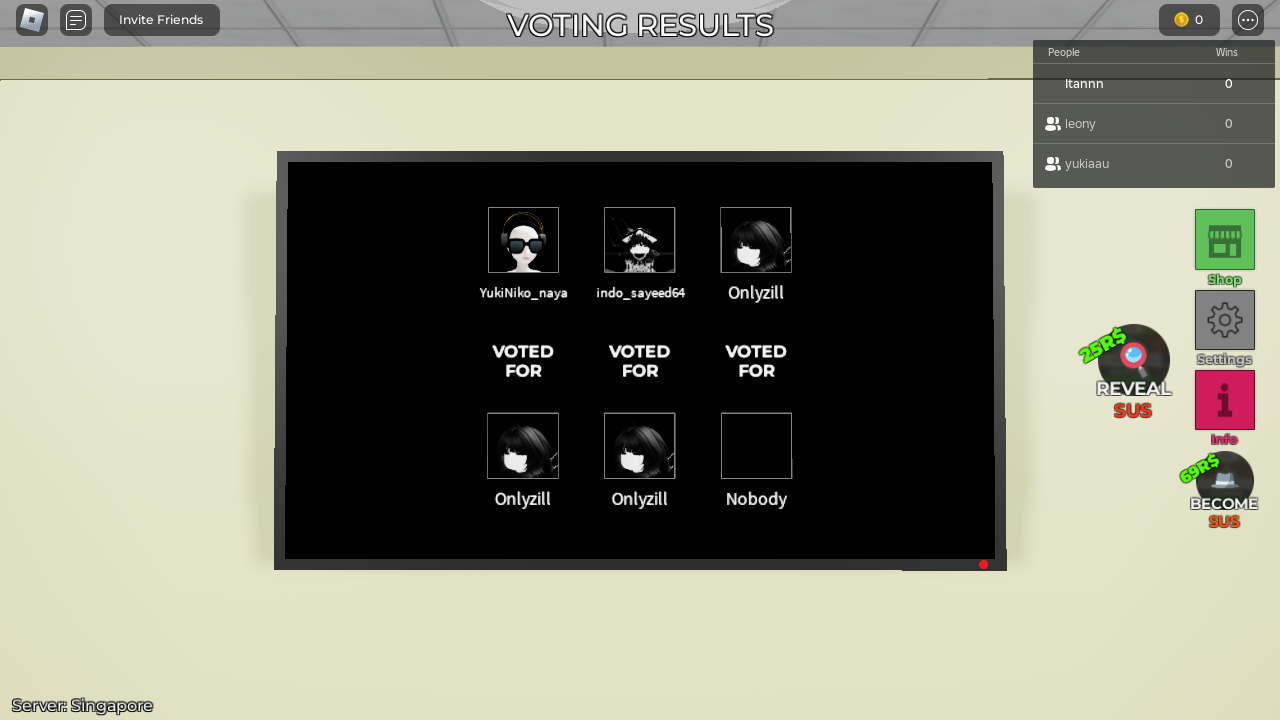 Invite Friends
VOTING RESULTS
0
People Wins
ltannn 0
leony 0
yukiaau 0
YukiNiko_naya indo_sayeed64 Onlyzill
VOTED VOTED VOTED
FOR FOR FOR
Onlyzill Onlyzill Nobody
Shop
Settings
25R$
REVEAL
SUS
Info
69R$
BECOME
SUS
Server: Singapore